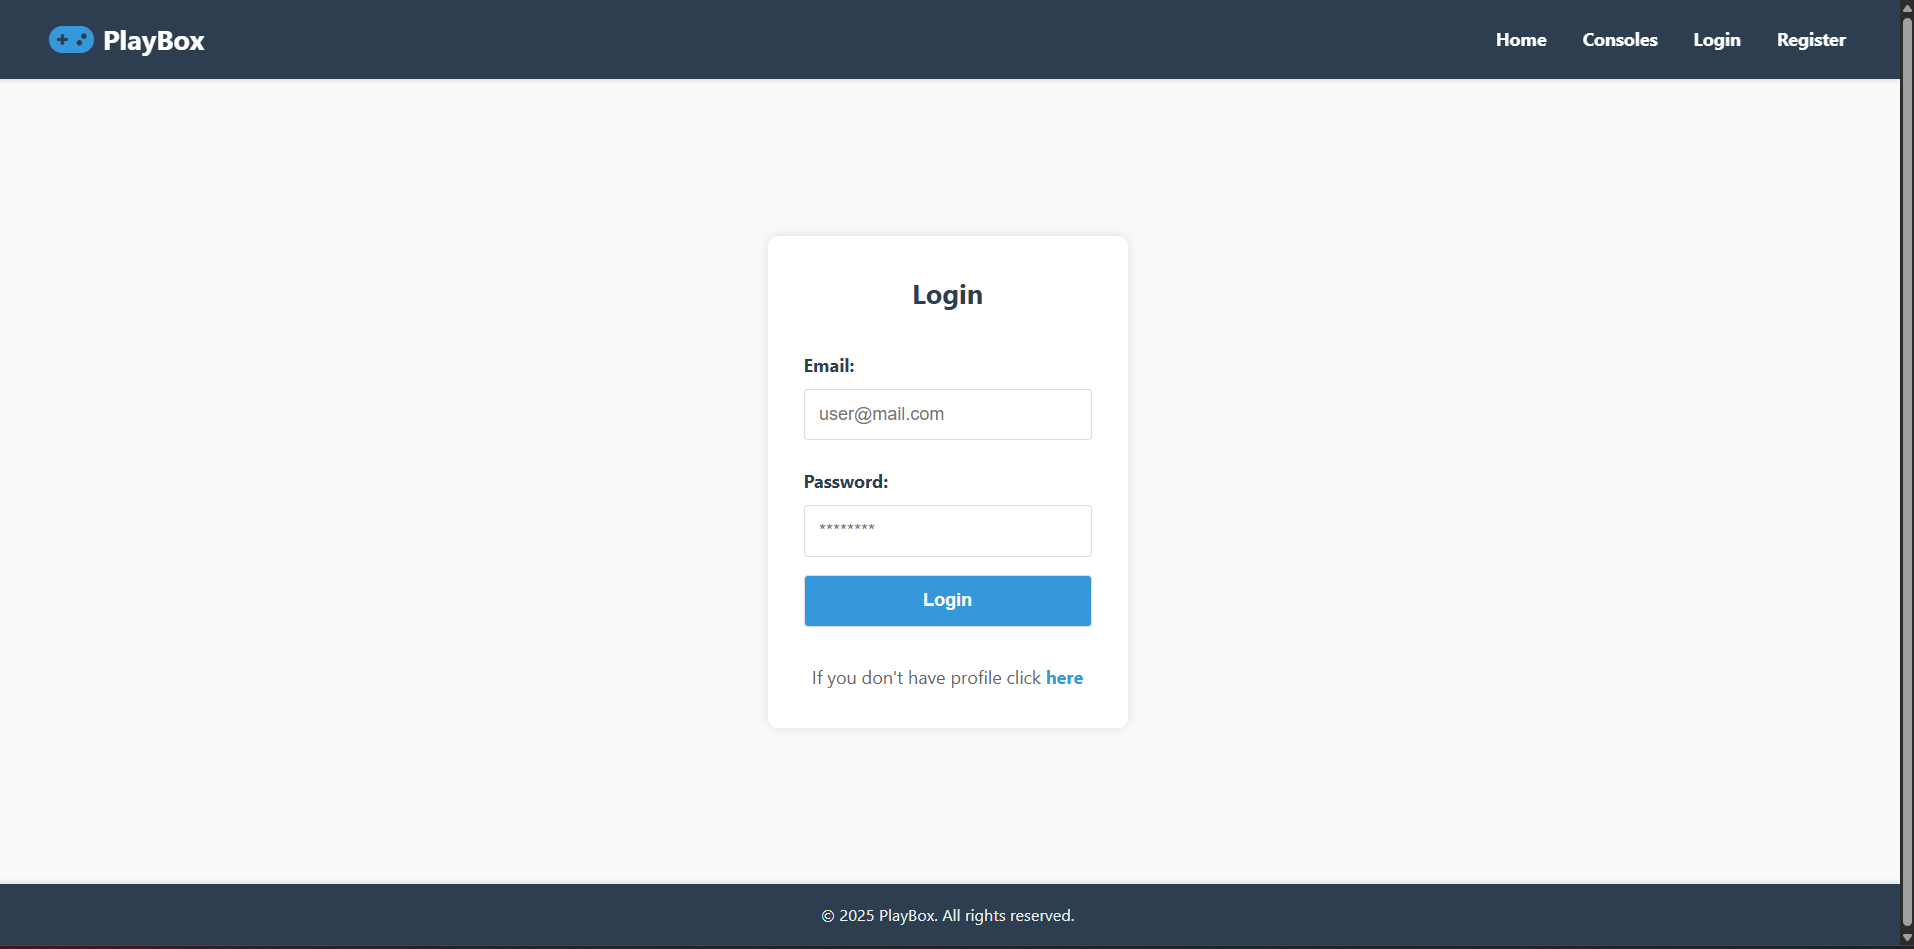 PlayBox
Home Consoles Login Register
Login
Email:
user@mail.com
Password:
********
Login
If you don't have profile click here
© 2025 PlayBox. All rights reserved.